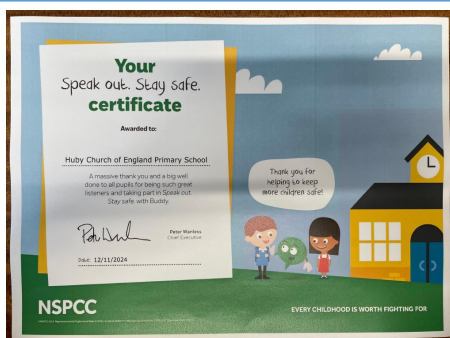 Your
Speak out. Stay safe.
certificate
Awarded to:
Huby Church of England Primary School
A massive thank you and a big well
done to all pupils for being such great
listeners and taking part in Speak out.
Stay safe. with Buddy.
Peter Wanless
Chief Executive
Date: 12/11/2024
Thank you for
helping to keep
more children safe!
NSPCC
EVERY CHILDHOOD IS WORTH FIGHTING FOR